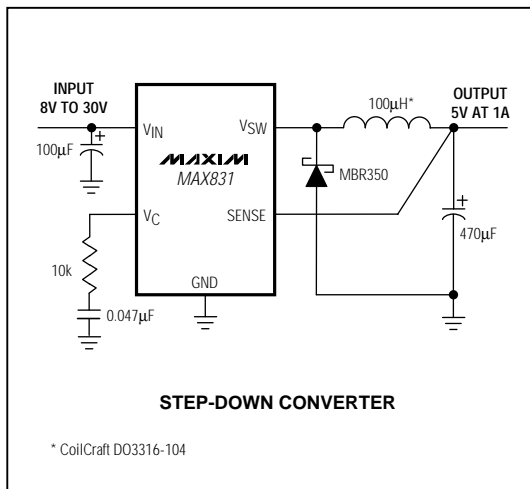 INPUT
8V TO 30V
OUTPUT
5V AT 1A
100µH*
VIN
VSW
100µF
MAXIM
MAX831
MBR350
VC
SENSE
470µF
10k
GND
0.047µF
STEP-DOWN CONVERTER
* CoilCraft DO3316-104